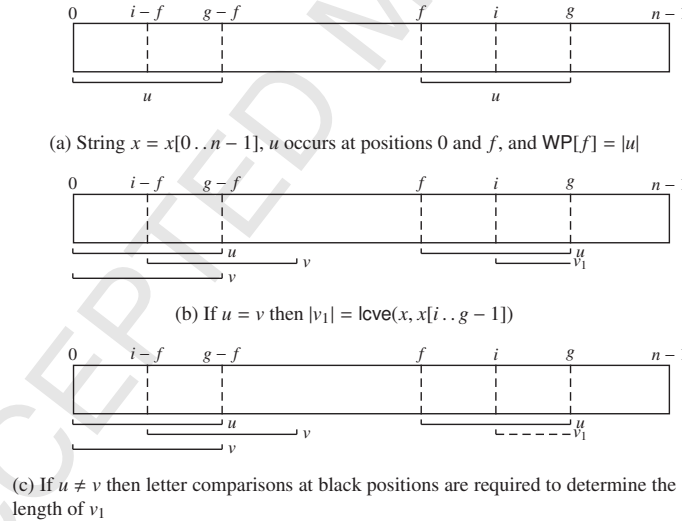 0 i − f g − f f i g n −
u u
(a) String x = x[0 . . n − 1], u occurs at positions 0 and f, and WP[f] = |u|
0 i − f g − f f i g n −
u u
v v₁
v
(b) If u = v then |v₁| = lcve(x, x[i . . g − 1])
0 i − f g − f f i g n −
u u
v v₁
v
(c) If u ≠ v then letter comparisons at black positions are required to determine the
length of v₁